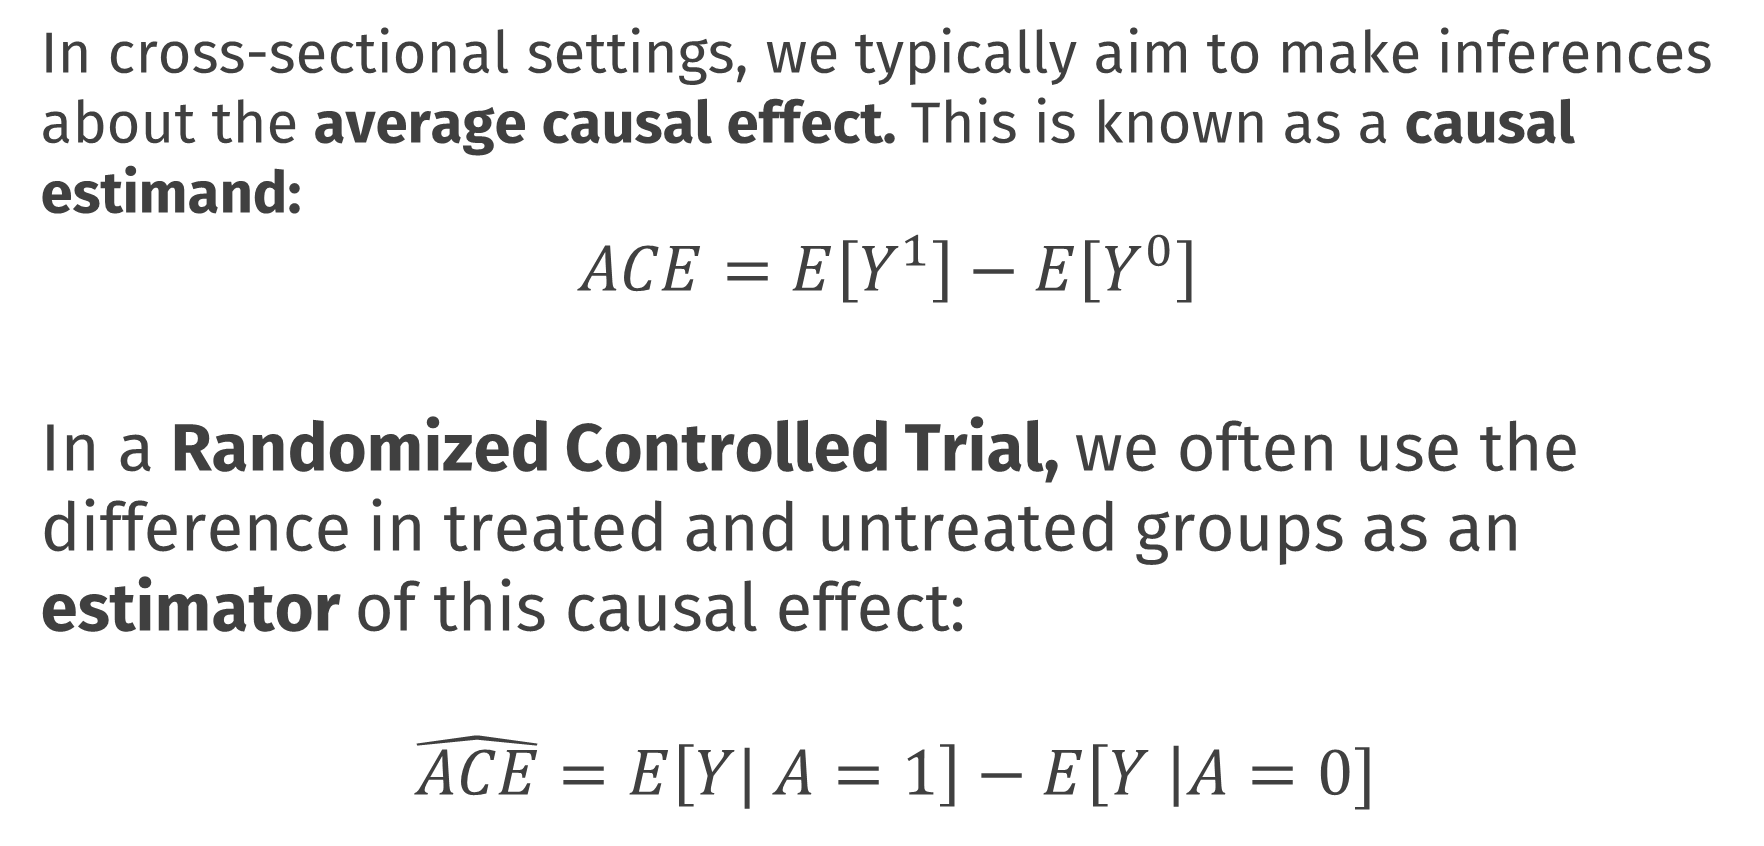 In cross-sectional settings, we typically aim to make inferences
about the average causal effect. This is known as a causal
estimand:
ACE = E[Y¹] − E[Y⁰]
In a Randomized Controlled Trial, we often use the
difference in treated and untreated groups as an
estimator of this causal effect:
\widehat{ACE} = E[Y| A = 1] − E[Y |A = 0]